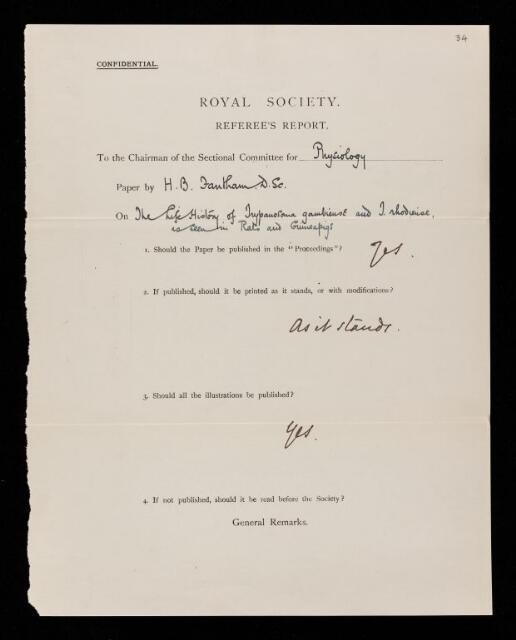 34
CONFIDENTIAL.
ROYAL SOCIETY.
REFEREE'S REPORT.
To the Chairman of the Sectional Committee for Physiology
Paper by H. B. Fantham D. Sc.
On The Life History of Trypanosoma gambiense and T. rhodesiense,
as seen in Rats and Guineapigs
1. Should the Paper be published in the "Proceedings"? Yes.
2. If published, should it be printed as it stands, or with modifications?
As it stands.
3. Should all the illustrations be published?
Yes.
4. If not published, should it be read before the Society?
General Remarks.